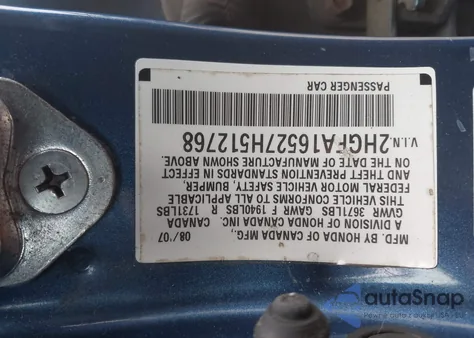 MFD. BY HONDA OF CANADA MFG.,
08/'07
A DIVISION OF HONDA CANADA INC. CANADA
GVWR 3671LBS GAWR F 1940LBS R 1731LBS
THIS VEHICLE CONFORMS TO ALL APPLICABLE
FEDERAL MOTOR VEHICLE SAFETY, BUMPER,
AND THEFT PREVENTION STANDARDS IN EFFECT
ON THE DATE OF MANUFACTURE SHOWN ABOVE.
V.I.N. 2HGFA16527H512768
PASSENGER CAR
autoSnap